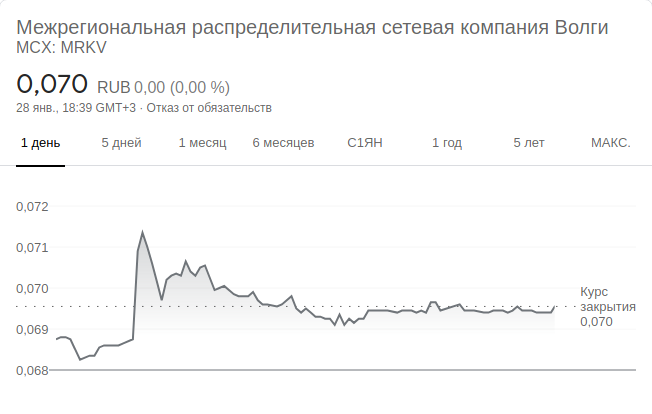 Межрегиональная распределительная сетевая компания Волги
MCX: MRKV
0,070 RUB 0,00 (0,00 %)
28 янв., 18:39 GMT+3 · Отказ от обязательств
1 день 5 дней 1 месяц 6 месяцев С1ЯН 1 год 5 лет МАКС.
0,072
0,071
0,070
Курс
закрытия
0,070
0,069
0,068